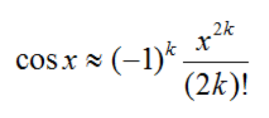 cos x ≈ (−1)^k x^{2k} / (2k)!